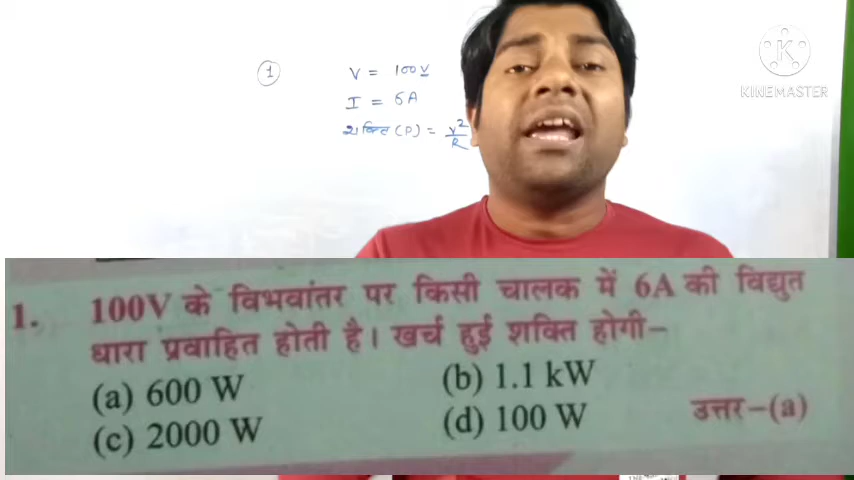 KINEMASTER
1
V = 100V
I = 6A
शक्ति (P) = V²/R
1. 100V के विभवांतर पर किसी चालक में 6A की विद्युत
धारा प्रवाहित होती है। खर्च हुई शक्ति होगी–
(a) 600 W (b) 1.1 kW
(c) 2000 W (d) 100 W उत्तर–(a)